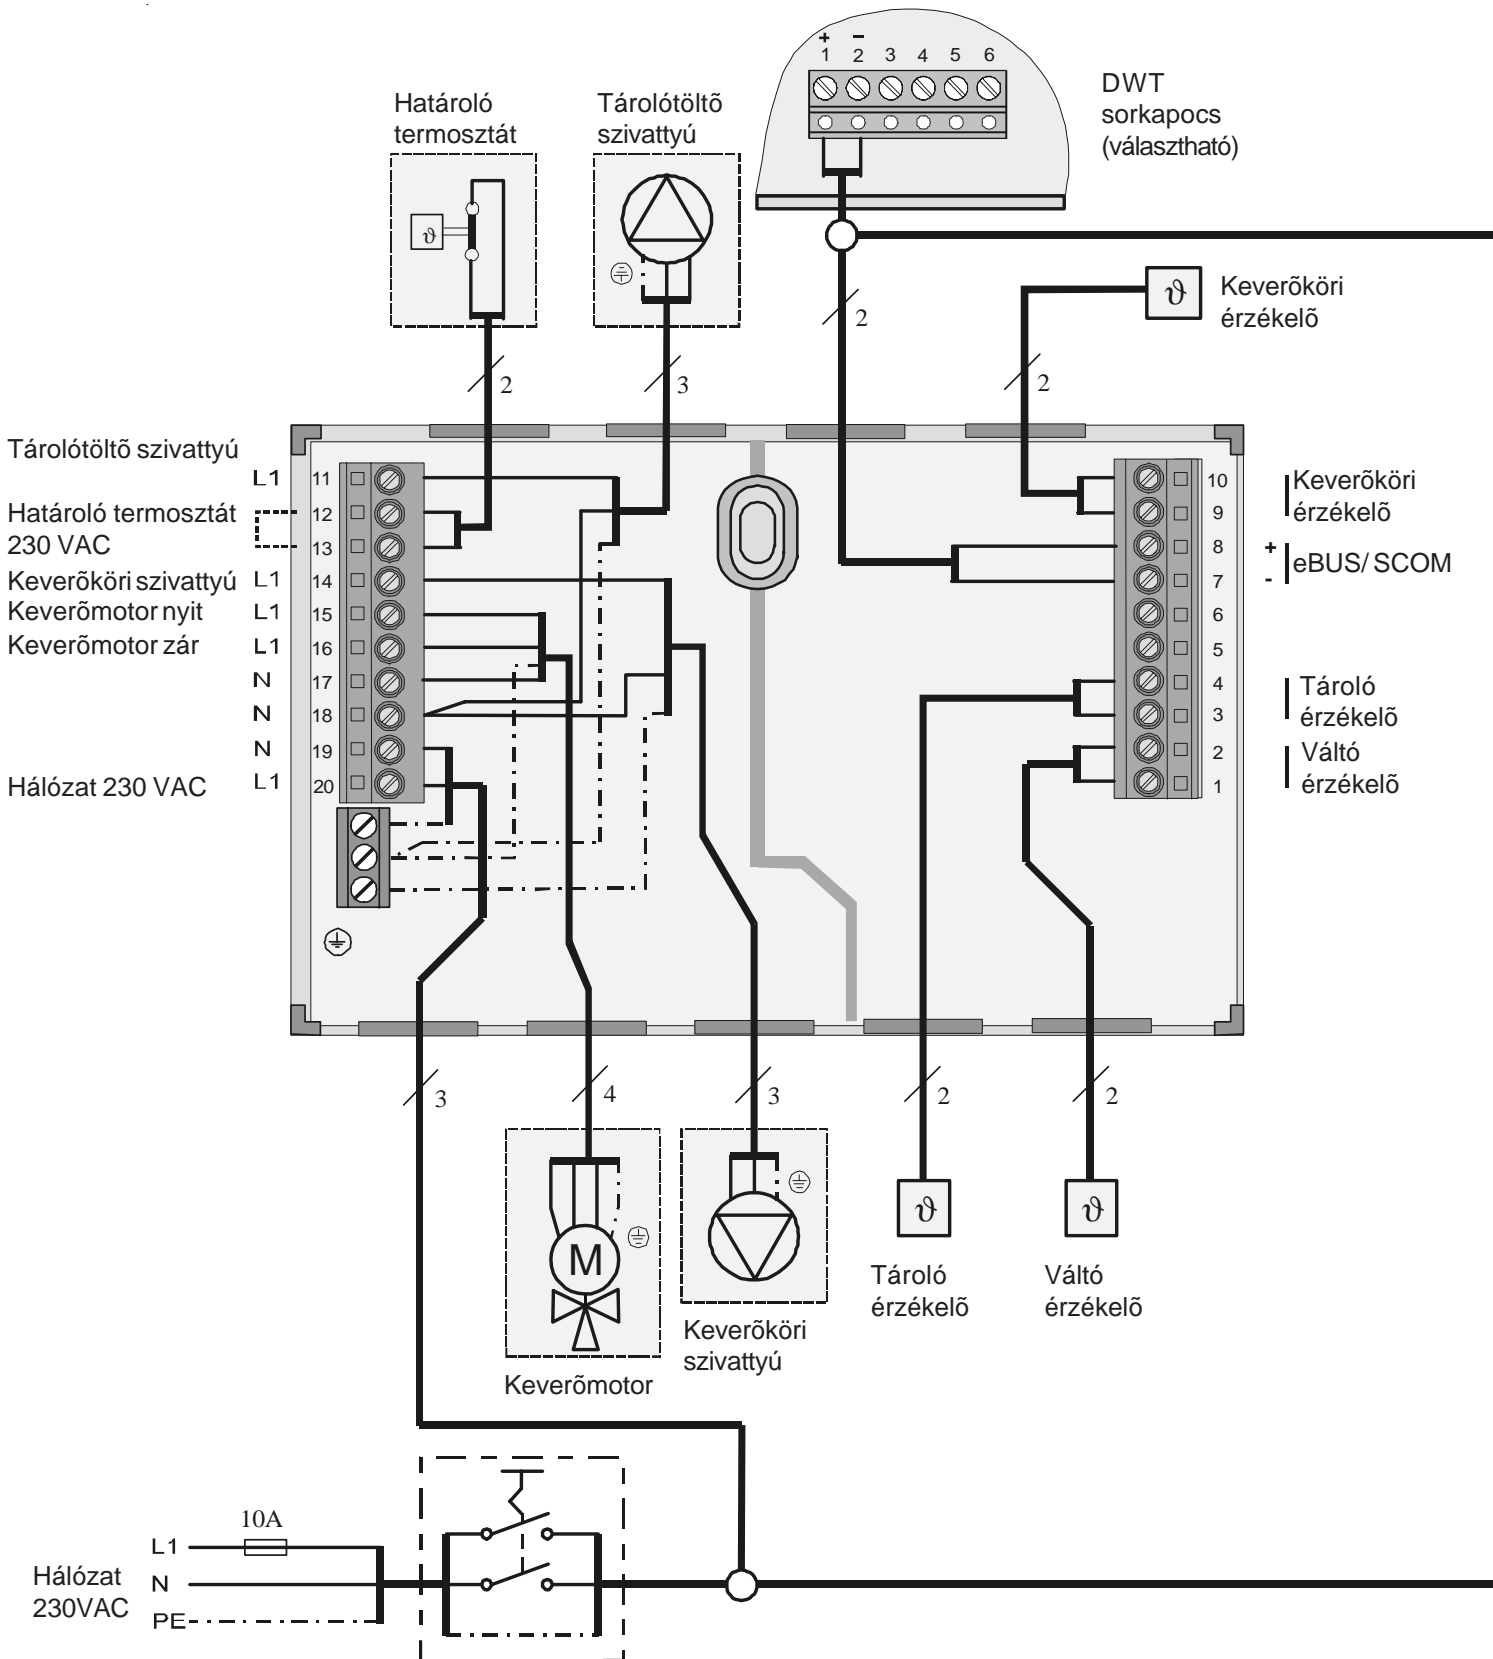 + −
1 2 3 4 5 6
DWT
sorkapocs
(választható)
Határoló
termosztát
Tárolótöltõ
szivattyú
ϑ
ϑ
Keverõköri
érzékelõ
2
2
2
3
Tárolótöltõ szivattyú
L1 11
Határoló termosztát 12
230 VAC 13
Keverõköri szivattyú L1 14
Keverõmotor nyit L1 15
Keverõmotor zár L1 16
N 17
N 18
N 19
Hálózat 230 VAC L1 20
10 Keverõköri
9 érzékelõ
8 +
eBUS/ SCOM
7 -
6
5
4 Tároló
3 érzékelõ
2 Váltó
1 érzékelõ
3
4
3
2
2
M
ϑ
ϑ
Tároló
érzékelõ
Váltó
érzékelõ
Keverõköri
szivattyú
Keverõmotor
10A
L1
Hálózat
230VAC
N
PE